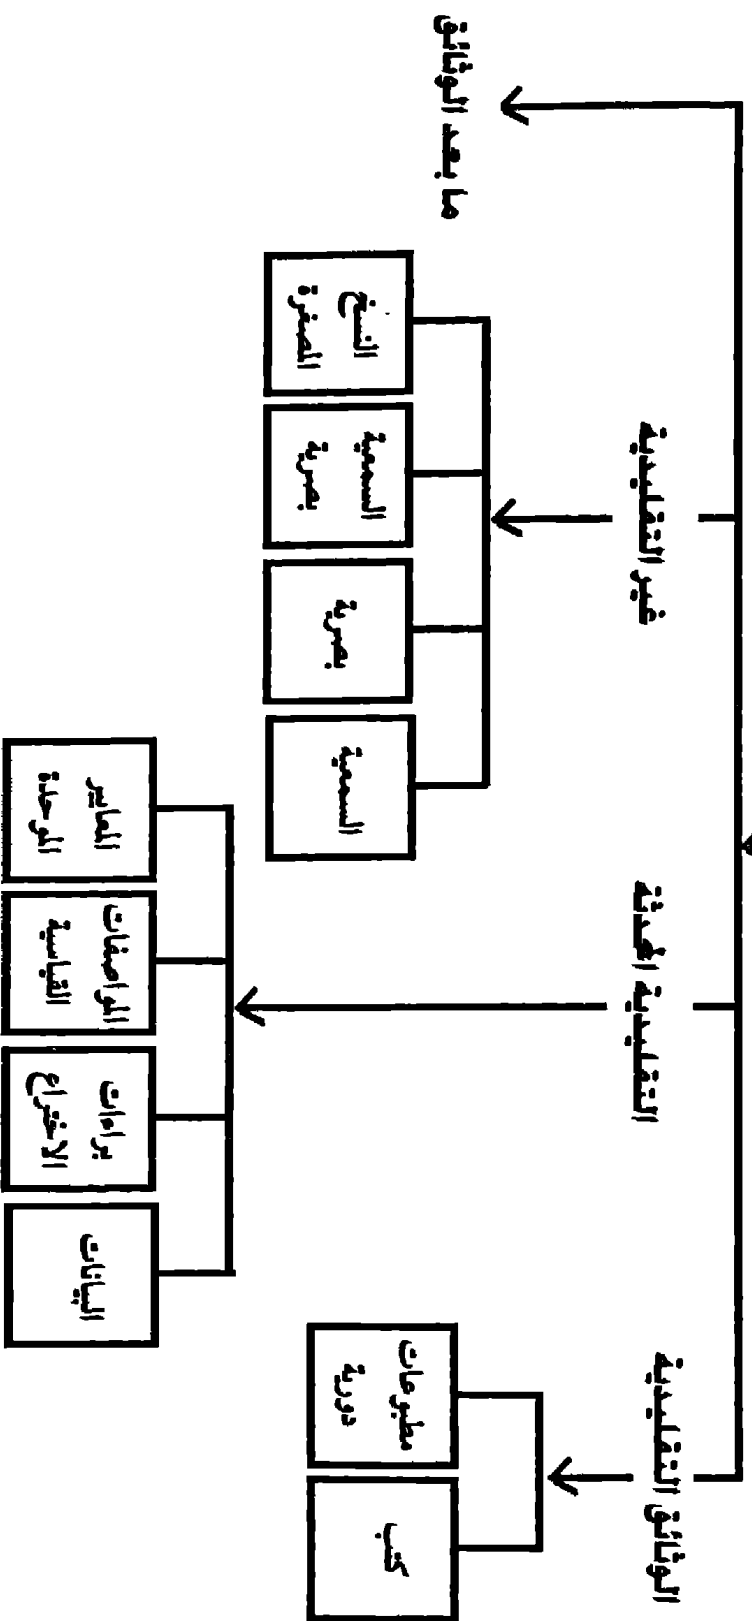 الوثائق التقليدية
التقليدية المحدثه
غير التقليدية
ما بعد الوثائق
كتب
مطبوعات
دورية
البيانات
براءات
الاختراع
المواصفات
القياسية
المعايير
الموحدة
السمعية
بصرية
السمعية
بصرية
النسخ
المصغرة